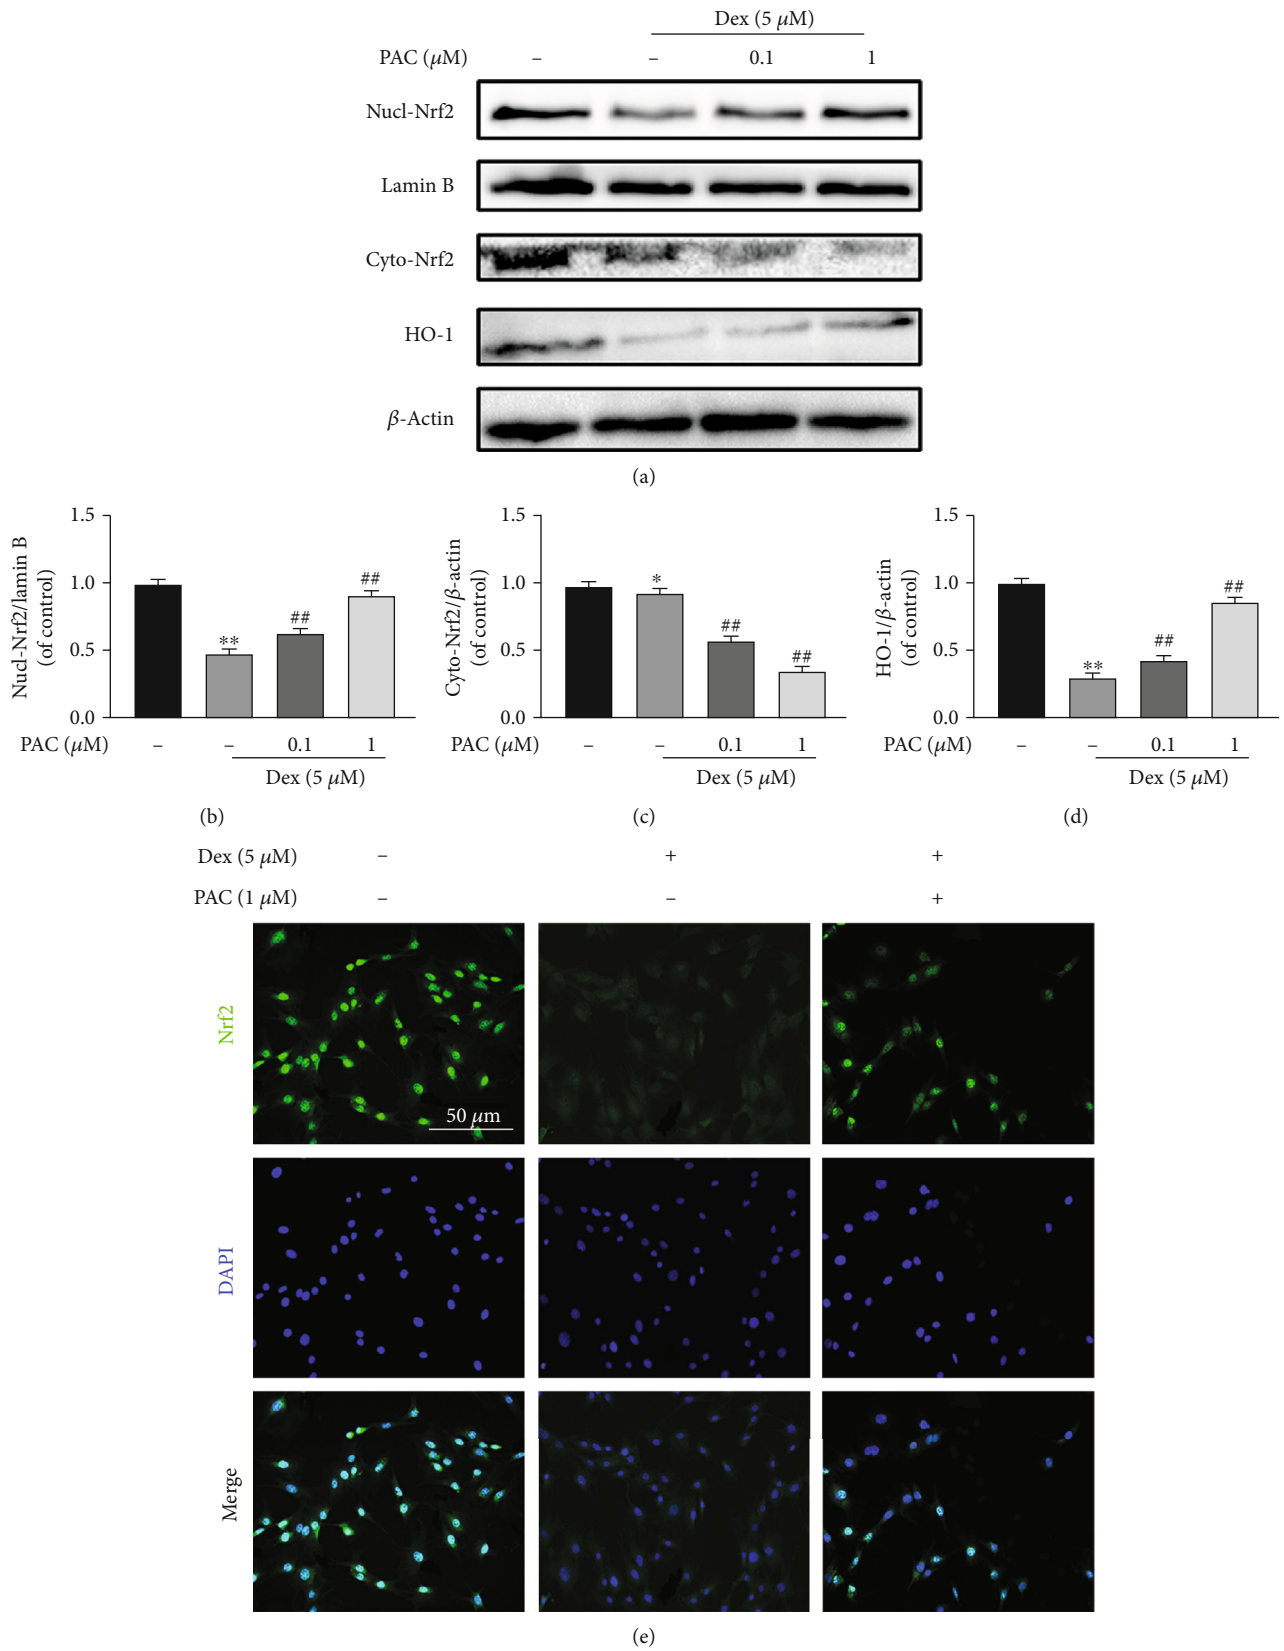 Dex (5 μM)
PAC (μM) – – 0.1 1
Nucl-Nrf2
Lamin B
Cyto-Nrf2
HO-1
β-Actin
(a)
Nucl-Nrf2/lamin B
(of control)
1.5
1.0
0.5
0.0
** ## ##
PAC (μM) – – 0.1 1
Dex (5 μM)
(b)
Cyto-Nrf2/β-actin
(of control)
1.5
1.0
0.5
0.0
* ## ##
PAC (μM) – – 0.1 1
Dex (5 μM)
(c)
HO-1/β-actin
(of control)
1.5
1.0
0.5
0.0
** ## ##
PAC (μM) – – 0.1 1
Dex (5 μM)
(d)
Dex (5 μM) – + +
PAC (1 μM) – – +
Nrf2
50 μm
DAPI
Merge
(e)